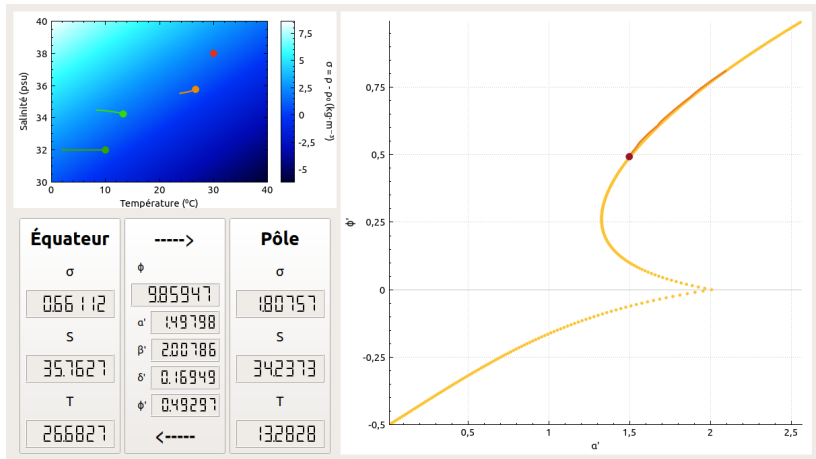 40
38
36
34
32
30
Salinité (psu)
0
10
20
30
40
Température (ºC)
7,5
5
2,5
0
-2,5
-5
σ = ρ - ρ₀ (kg·m⁻³)
Équateur
σ
0.66112
S
35.7627
T
26.6827
----->
ϕ
9.85947
α'
1.49798
β'
2.00786
δ'
0.16949
ϕ'
0.49297
<-----
Pôle
σ
1.80757
S
34.2373
T
13.2828
0,75
0,5
0,25
0
-0,25
-0,5
ϕ'
0,5
1
1,5
2
2,5
α'